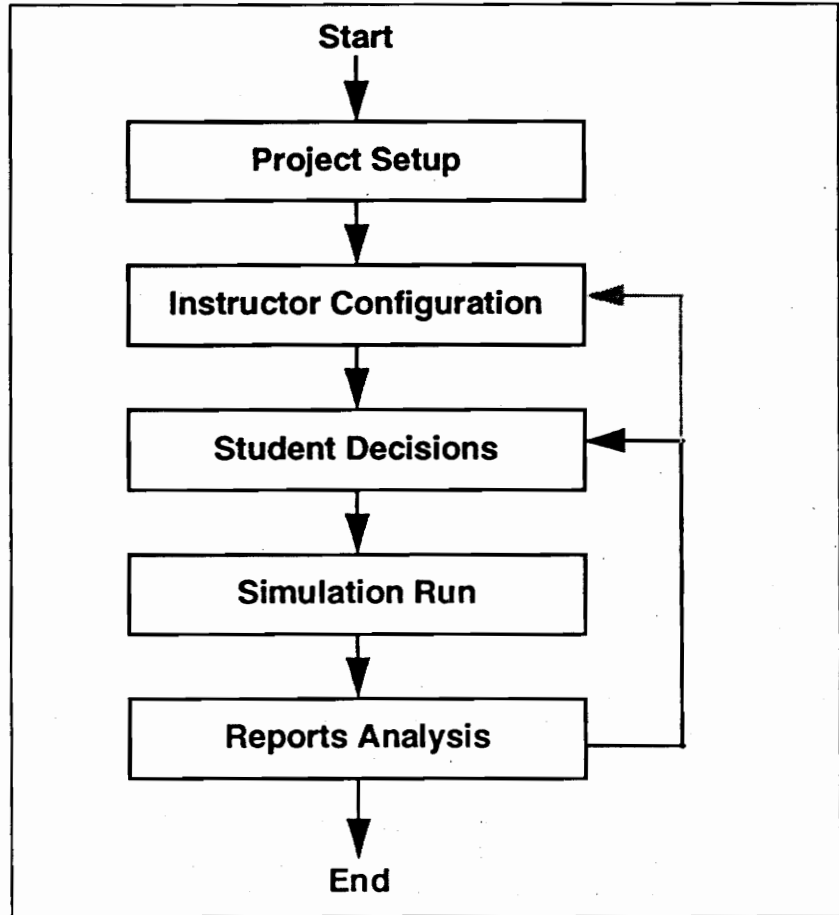 Start
Project Setup
Instructor Configuration
Student Decisions
Simulation Run
Reports Analysis
End